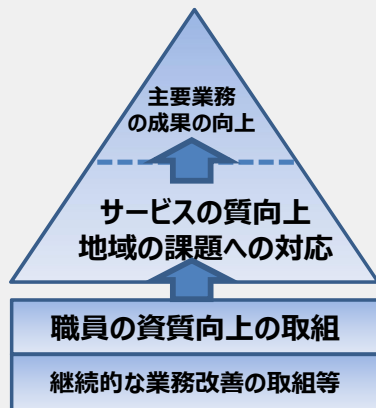 主要業務
の成果の向上
サービスの質向上
地域の課題への対応
職員の資質向上の取組
継続的な業務改善の取組等